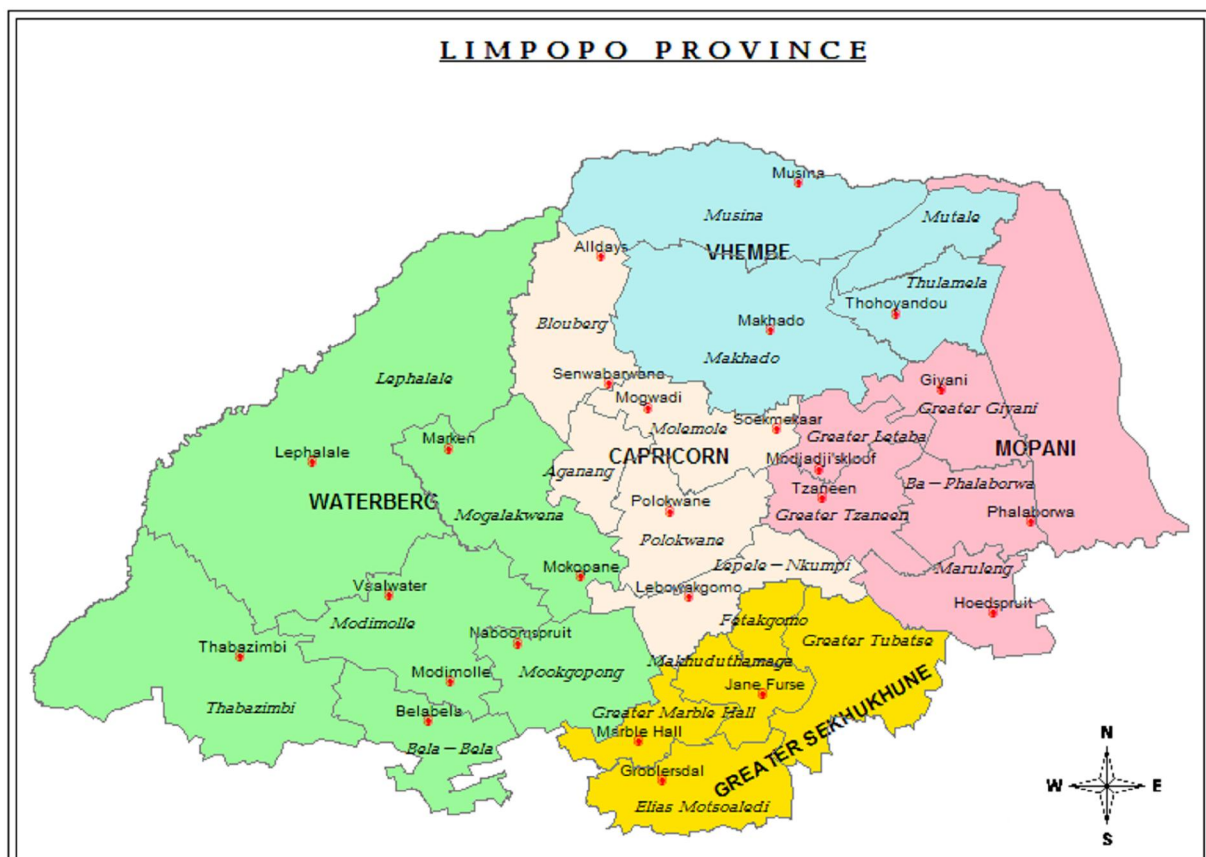 LIMPOPO PROVINCE
Musina
Musina
Mutale
Alldays
VHEMBE
Thulamela
Thohoyandou
Blouberg
Makhado
Makhado
Lephalale
Senwabarwana
Giyani
Mogwadi
Greater Giyani
Soekmekaar
Molemole
Greater Letaba
Marken
MOPANI
Lephalale
CAPRICORN
Modjadji'skloof
Aganang
Ba-Phalaborwa
Tzaneen
WATERBERG
Polokwane
Mogalakwena
Greater Tzaneen
Phalaborwa
Polokwane
Mokopane
Lepele-Nkumpi
Maruleng
Vaalwater
Lebowakgomo
Hoedspruit
Modimolle
Fetakgomo
Naboomspruit
Greater Tubatse
Thabazimbi
Mookgopong
Makhuduthamaga
Modimolle
Jane Furse
Thabazimbi
Belabela
Greater Marble Hall
GREATER SEKHUKHUNE
Marble Hall
Bela-Bela
Groblersdal
Elias Motsoaledi
N
W E
S